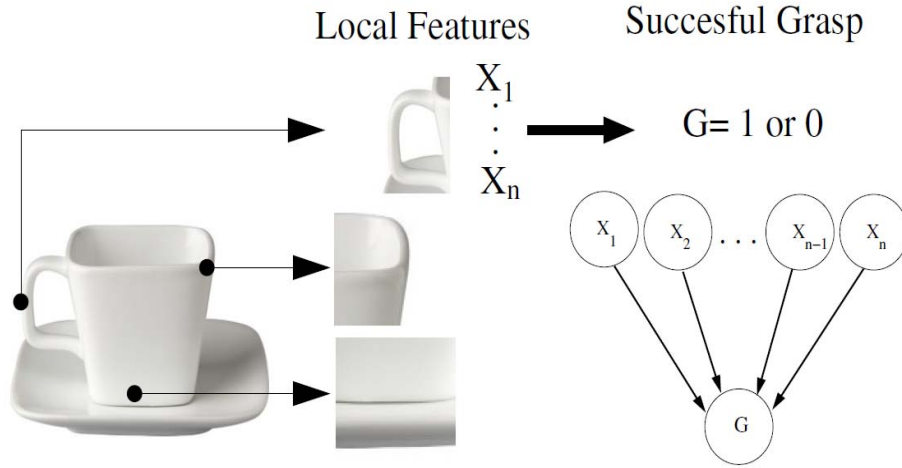 Local Features
Succesful Grasp
X1
.
.
.
Xn
G= 1 or 0
X1 X2 . . . Xn-1 Xn
G